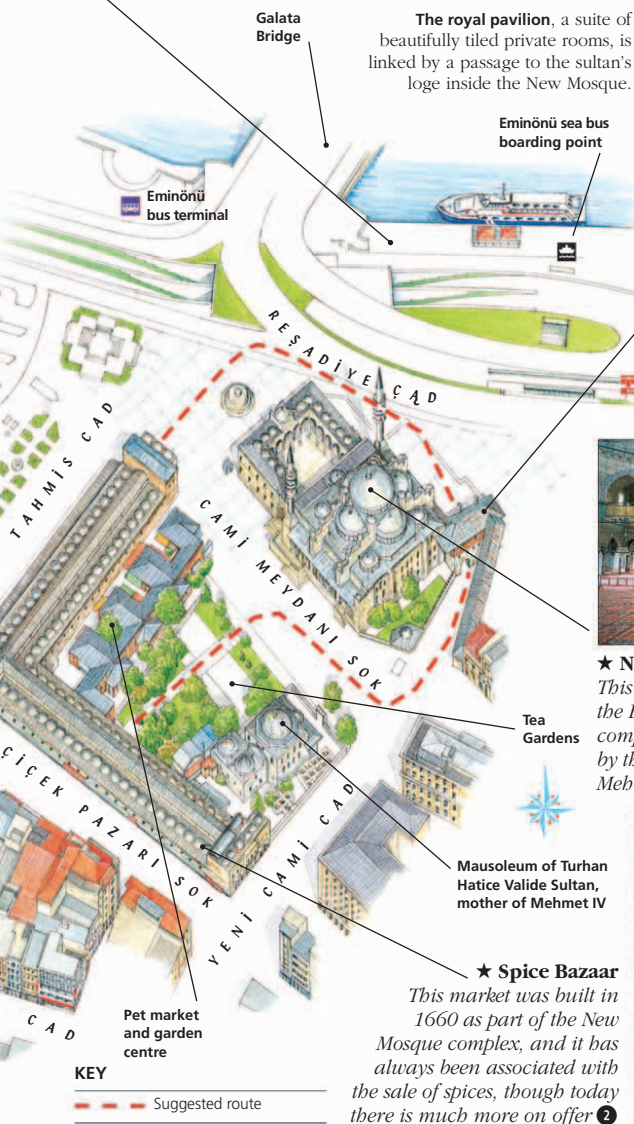 Galata
Bridge
The royal pavilion, a suite of
beautifully tiled private rooms, is
linked by a passage to the sultan's
loge inside the New Mosque.
Eminönü sea bus
boarding point
Eminönü
bus terminal
REŞADİYE CAD
TAHMİS CAD
CAMİ MEYDANI SOK
★ N
This
the E
comp
by th
Meh
Tea
Gardens
ÇİÇEK PAZARI SOK
YENİ CAMİ CAD
Mausoleum of Turhan
Hatice Valide Sultan,
mother of Mehmet IV
★ Spice Bazaar
This market was built in
1660 as part of the New
Mosque complex, and it has
always been associated with
the sale of spices, though today
there is much more on offer 2
CAD
Pet market
and garden
centre
KEY
Suggested route